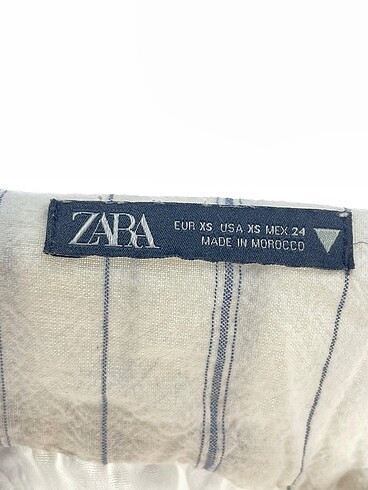 ZARA
EUR XS USA XS MEX 24
MADE IN MOROCCO